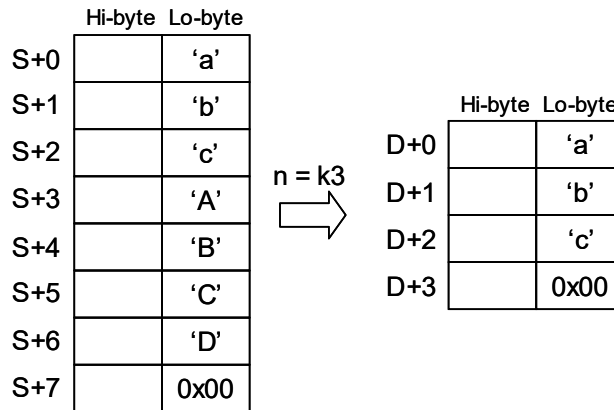 Hi-byte Lo-byte
S+0 ‘a’
S+1 ‘b’
S+2 ‘c’
S+3 ‘A’
S+4 ‘B’
S+5 ‘C’
S+6 ‘D’
S+7 0x00
n = k3
Hi-byte Lo-byte
D+0 ‘a’
D+1 ‘b’
D+2 ‘c’
D+3 0x00